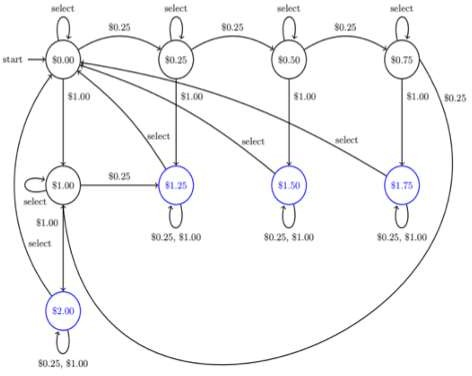 select select select select
$0.25 $0.25 $0.25
start $0.00 $0.25 $0.50 $0.75
$1.00 $1.00 $1.00 $1.00 $0.25
select select select
$0.25
$1.00 $1.25 $1.50 $1.75
select
$1.00
$0.25, $1.00 $0.25, $1.00 $0.25, $1.00
select
$2.00
$0.25, $1.00